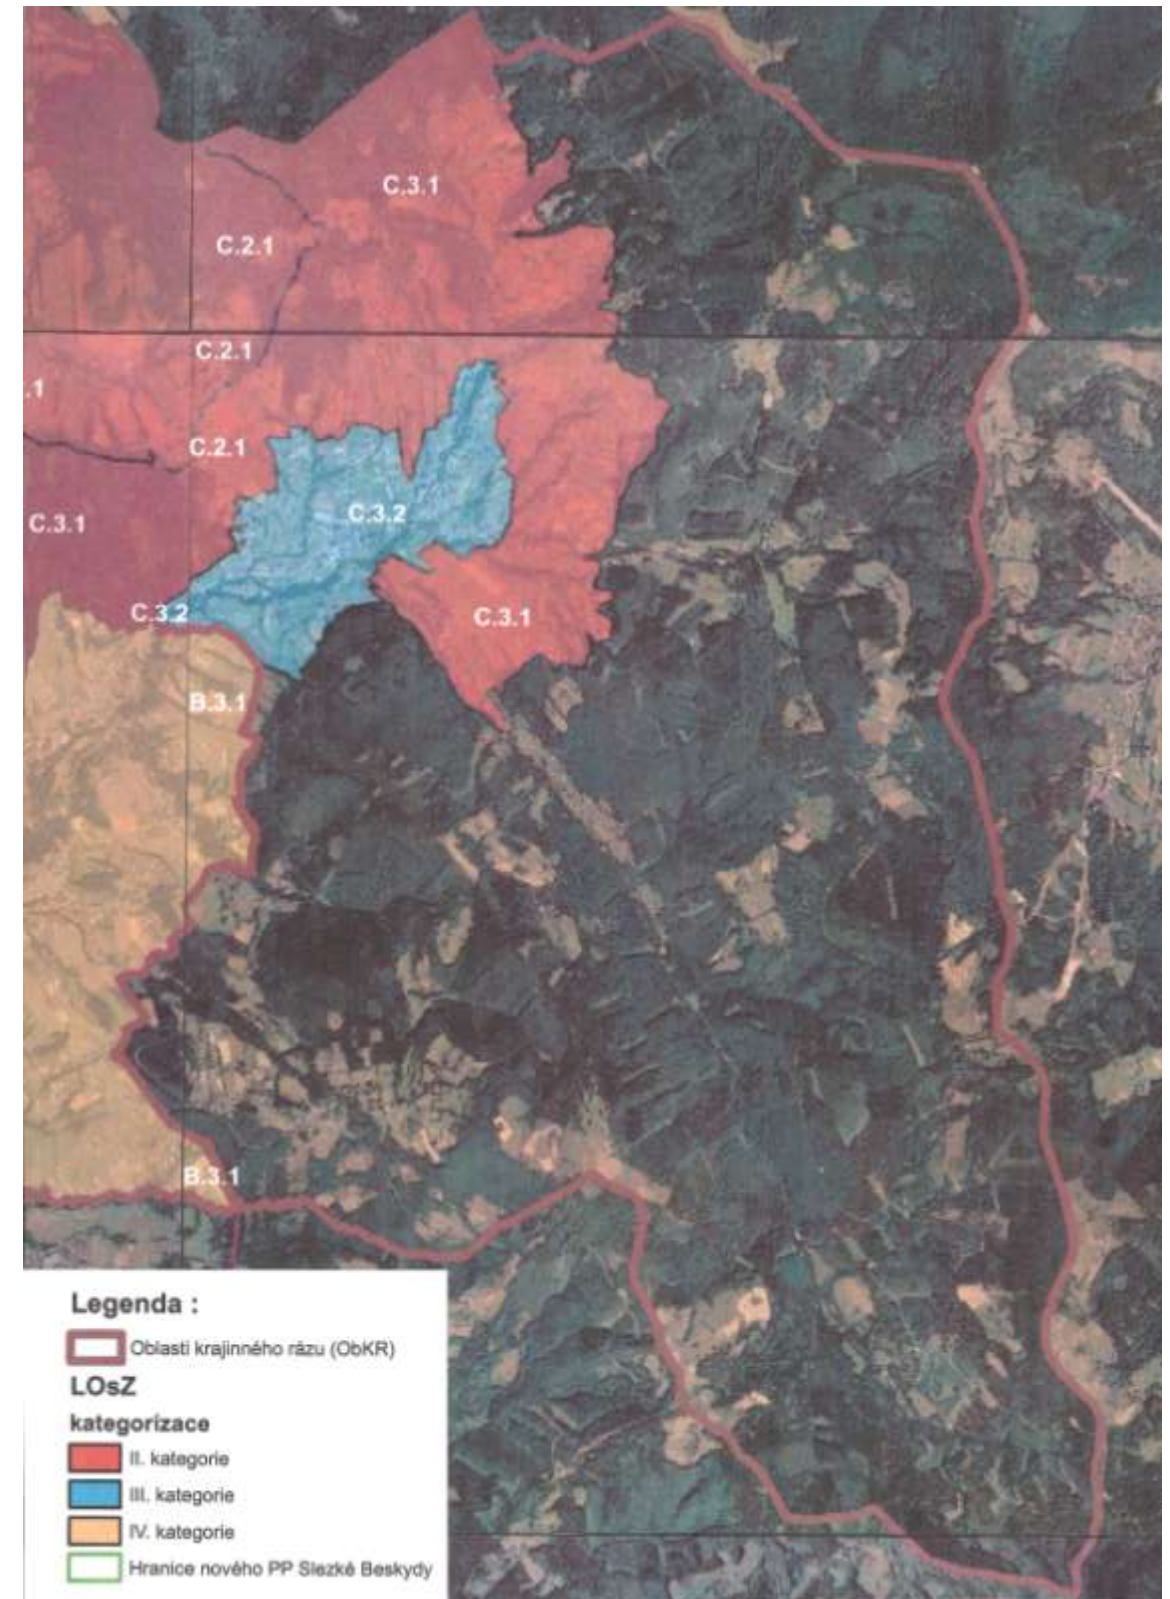 C.3.1
C.2.1
C.2.1
.1
C.2.1
C.3.2
C.3.1
C.3.2
C.3.1
B.3.1
B.3.1
Legenda :
Oblasti krajinného rázu (ObKR)
LOsZ
kategorizace
II. kategorie
III. kategorie
IV. kategorie
Hranice nového PP Slezké Beskydy